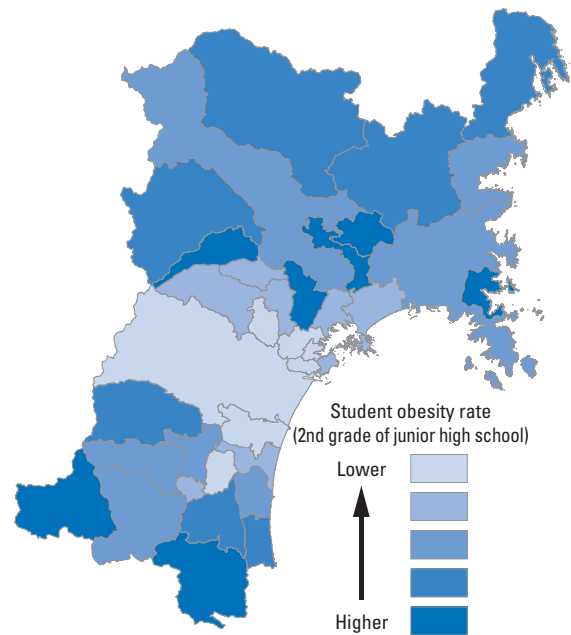 Student obesity rate
(2nd grade of junior high school)
Lower
Higher